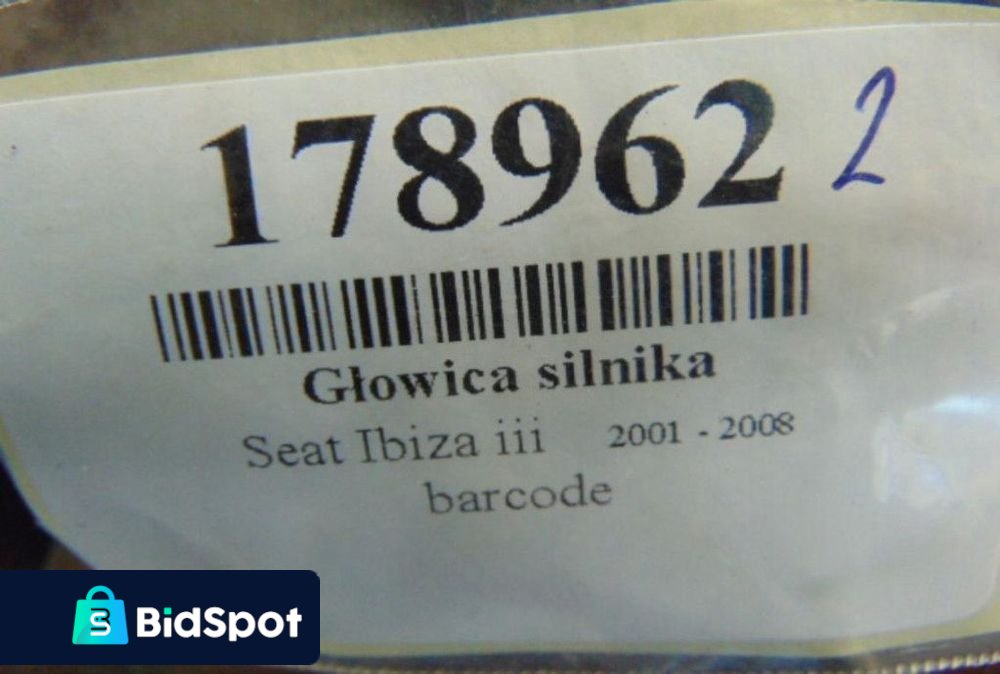 178962 2
Głowica silnika
Seat Ibiza iii 2001 - 2008
barcode
BidSpot